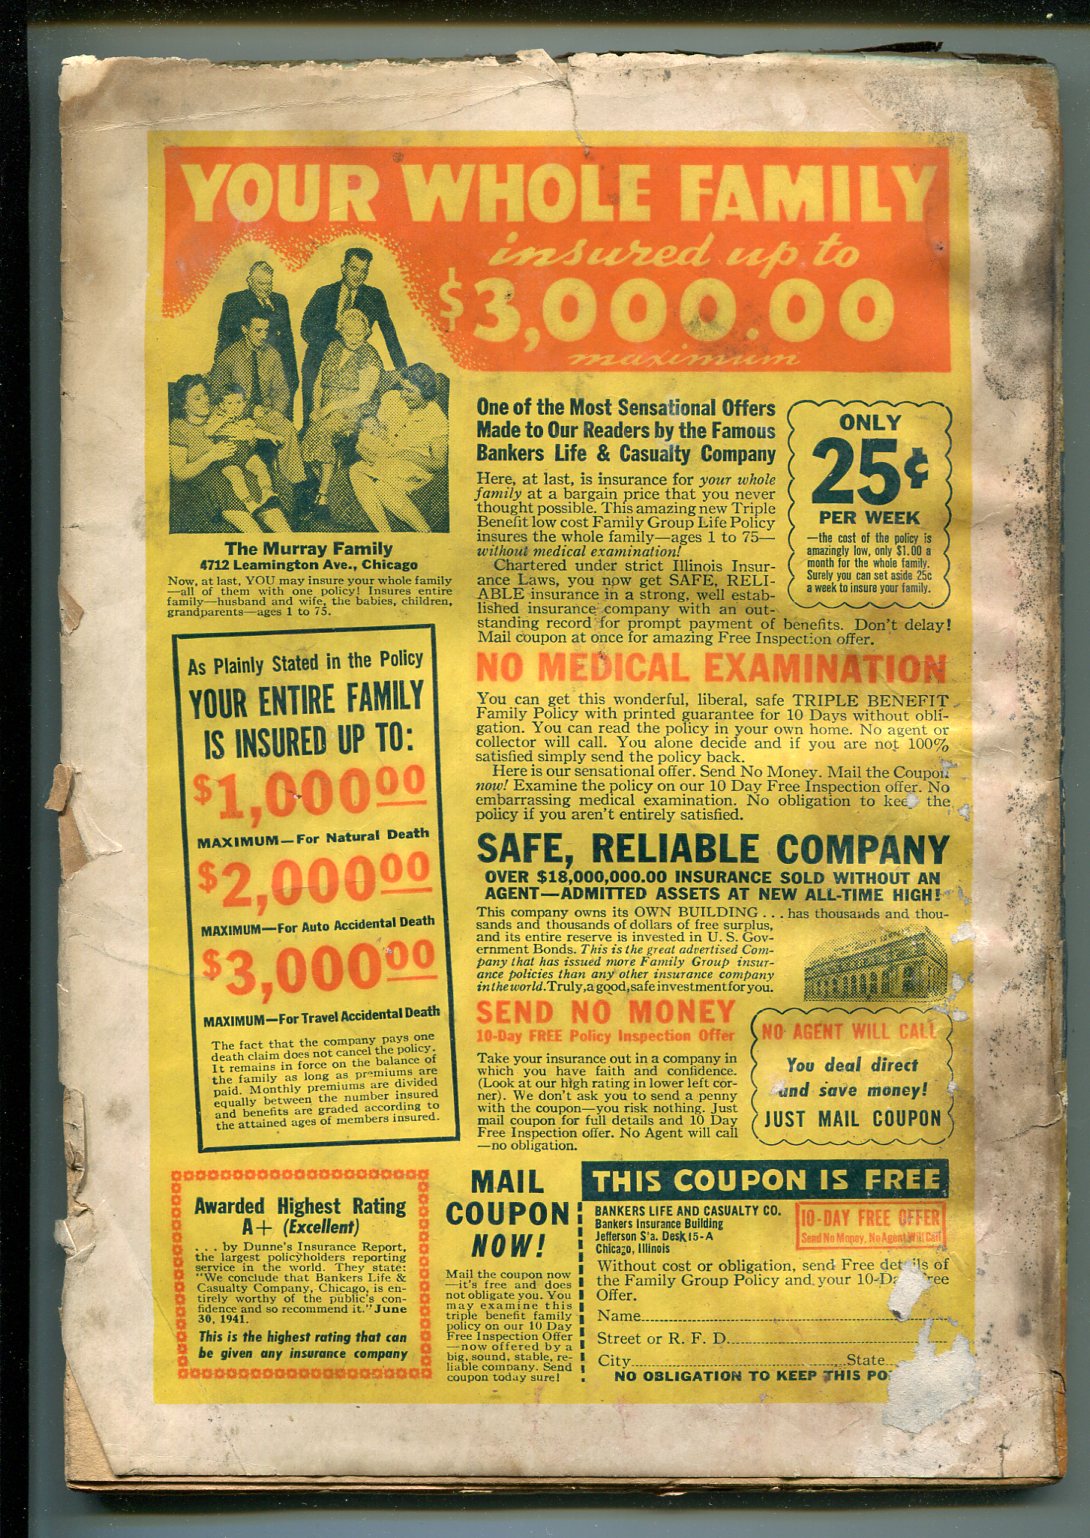 YOUR WHOLE FAMILY
insured up to
$3,000.00
maximum
The Murray Family
4712 Leamington Ave., Chicago
Now, at last, YOU may insure your whole family
—all of them with one policy! Insures entire
family—husband and wife, the babies, children,
grandparents—ages 1 to 75.
As Plainly Stated in the Policy
YOUR ENTIRE FAMILY
IS INSURED UP TO:
$1,000.00
MAXIMUM—For Natural Death
$2,000.00
MAXIMUM—For Auto Accidental Death
$3,000.00
MAXIMUM—For Travel Accidental Death
The fact that the company pays one
death claim does not cancel the policy.
It remains in force on the balance of
the family as long as premiums are
paid. Monthly premiums are divided
equally between the number insured
and benefits are graded according to
the attained ages of members insured.
One of the Most Sensational Offers
Made to Our Readers by the Famous
Bankers Life & Casualty Company
Here, at last, is insurance for your whole
family at a bargain price that you never
thought possible. This amazing new Triple
Benefit low cost Family Group Life Policy
insures the whole family—ages 1 to 75—
without medical examination!
Chartered under strict Illinois Insur-
ance Laws, you now get SAFE, RELI-
ABLE insurance in a strong, well estab-
lished insurance company with an out-
standing record for prompt payment of benefits. Don't delay!
Mail coupon at once for amazing Free Inspection offer.
ONLY
25¢
PER WEEK
—the cost of the policy is
amazingly low, only $1.00 a
month for the whole family.
Surely you can set aside 25c
a week to insure your family.
NO MEDICAL EXAMINATION
You can get this wonderful, liberal, safe TRIPLE BENEFIT
Family Policy with printed guarantee for 10 Days without obli-
gation. You can read the policy in your own home. No agent or
collector will call. You alone decide and if you are not 100%
satisfied simply send the policy back.
Here is our sensational offer. Send No Money. Mail the Coupon
now! Examine the policy on our 10 Day Free Inspection offer. No
embarrassing medical examination. No obligation to keep the
policy if you aren't entirely satisfied.
SAFE, RELIABLE COMPANY
OVER $18,000,000.00 INSURANCE SOLD WITHOUT AN
AGENT—ADMITTED ASSETS AT NEW ALL-TIME HIGH!
This company owns its OWN BUILDING . . . has thousands and thou-
sands and thousands of dollars of free surplus,
and its entire reserve is invested in U. S. Gov-
ernment Bonds. This is the great advertised Com-
pany that has issued more Family Group insur-
ance policies than any other insurance company
in the world. Truly, a good, safe investment for you.
SEND NO MONEY
10-Day FREE Policy Inspection Offer
Take your insurance out in a company in
which you have faith and confidence.
(Look at our high rating in lower left cor-
ner). We don't ask you to send a penny
with the coupon—you risk nothing. Just
mail coupon for full details and 10 Day
Free Inspection offer. No Agent will call
—no obligation.
NO AGENT WILL CALL
You deal direct
and save money!
JUST MAIL COUPON
Awarded Highest Rating
A+ (Excellent)
. . . by Dunne's Insurance Report,
the largest policyholders reporting
service in the world. They state:
"We conclude that Bankers Life &
Casualty Company, Chicago, is en-
tirely worthy of the public's con-
fidence and so recommend it." June
30, 1941.
This is the highest rating that can
be given any insurance company
MAIL
COUPON
NOW!
Mail the coupon now
—it's free and does
not obligate you. You
may examine this
triple benefit family
policy on our 10 Day
Free Inspection Offer
—now offered by a
big, sound, stable, re-
liable company. Send
coupon today sure!
THIS COUPON IS FREE
BANKERS LIFE AND CASUALTY CO.
Bankers Insurance Building
Jefferson S'a. Desk 15-A
Chicago, Illinois
10-DAY FREE OFFER
Send No Money, No Agent Will Call
Without cost or obligation, send Free details of
the Family Group Policy and your 10-Day Free
Offer.
Name
Street or R. F. D.
City State
NO OBLIGATION TO KEEP THIS PO